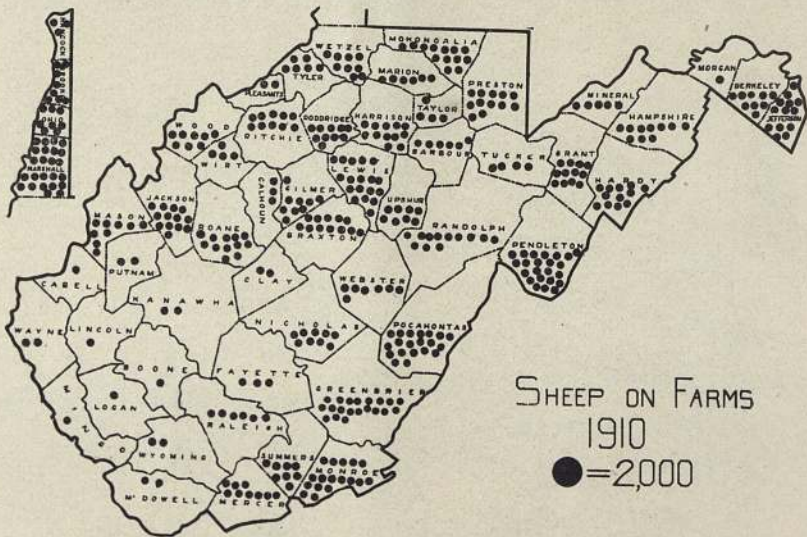 HANCOCK
BROOKE
OHIO
MARSHALL
WETZEL
MONONGALIA
MARION
TYLER
PLEASANTS
PRESTON
MORGAN
BERKELEY
JEFFERSON
MINERAL
HAMPSHIRE
TAYLOR
WOOD
RITCHIE
DODDRIDGE
HARRISON
BARBOUR
TUCKER
GRANT
HARDY
WIRT
LEWIS
CALHOUN
GILMER
UPSHUR
RANDOLPH
MASON
JACKSON
ROANE
BRAXTON
PENDLETON
PUTNAM
CABELL
CLAY
WEBSTER
KANAWHA
WAYNE
LINCOLN
NICHOLAS
POCAHONTAS
BOONE
FAYETTE
GREENBRIER
LOGAN
MINGO
RALEIGH
WYOMING
SUMMERS
MONROE
McDOWELL
MERCER
SHEEP ON FARMS
1910
=2,000